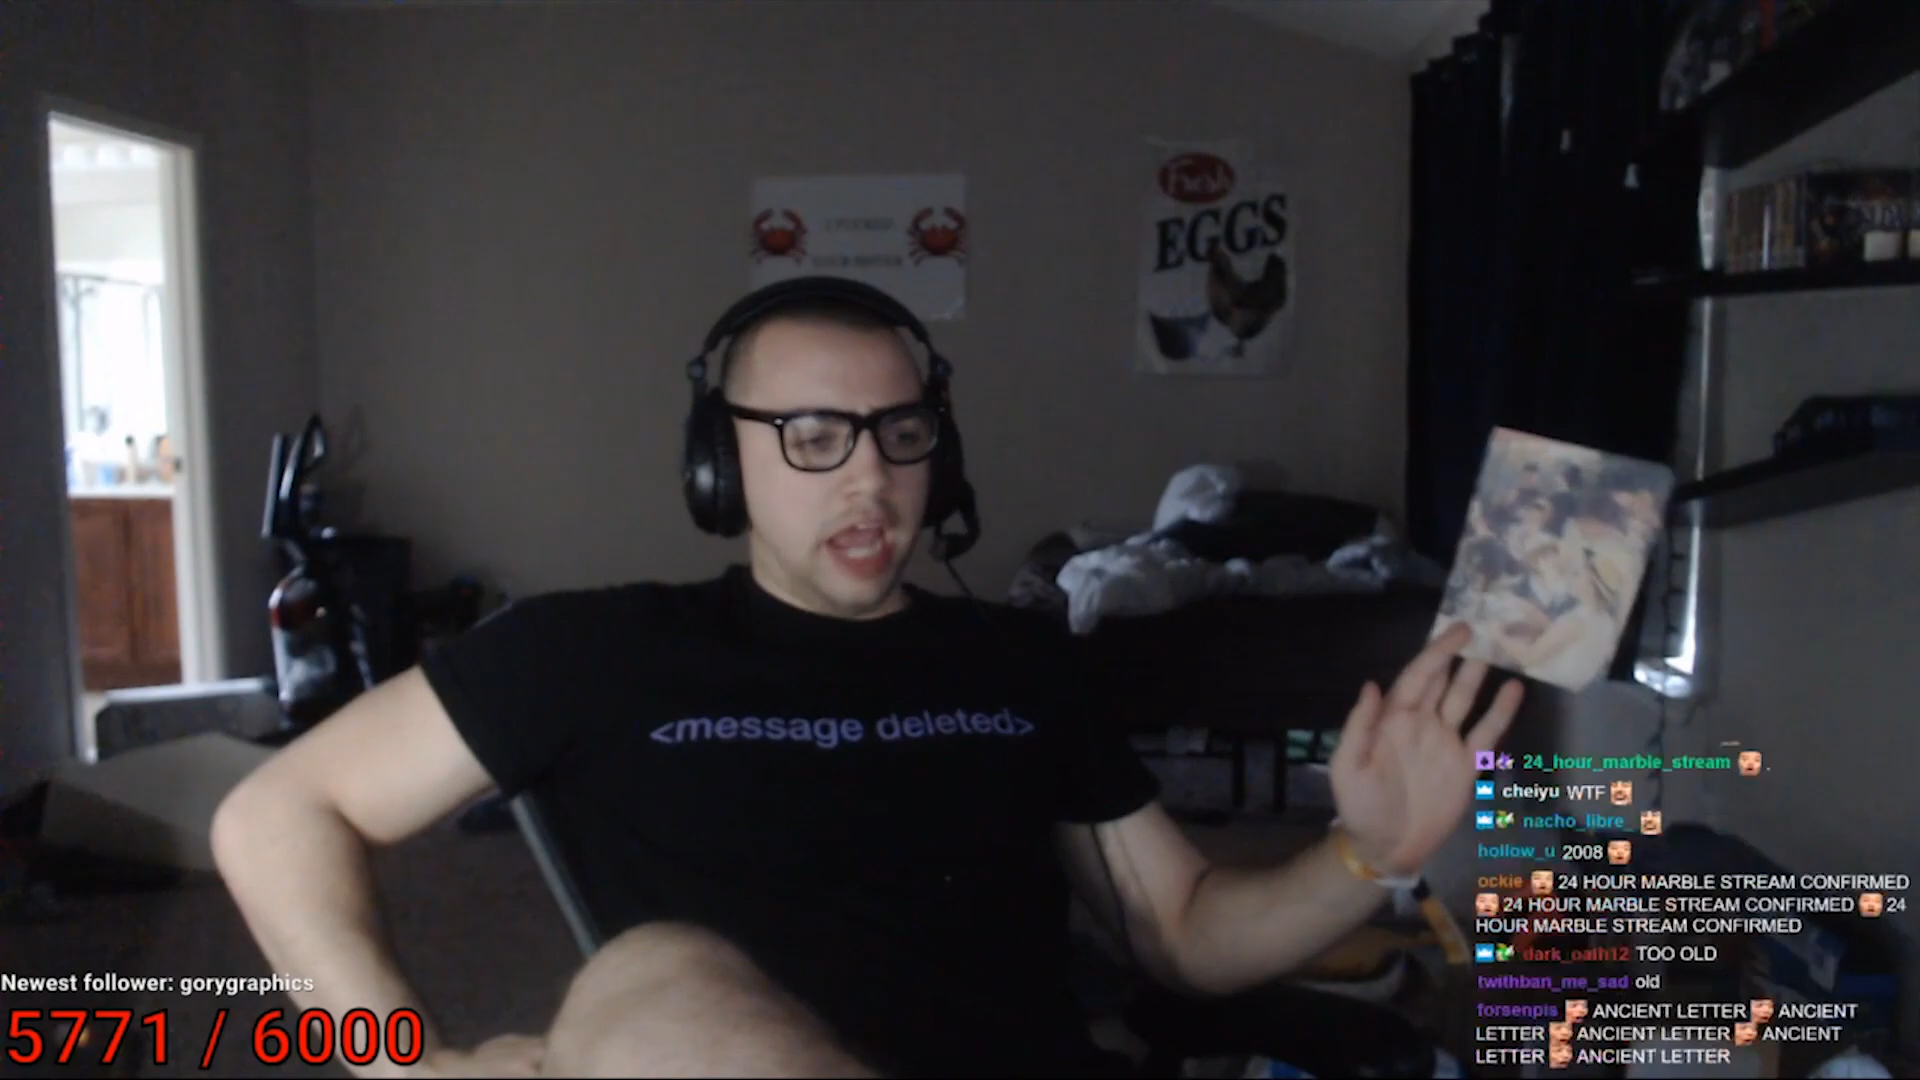 Fresh
EGGS
<message deleted>
24_hour_marble_stream .
cheiyu WTF
nacho_libre_
hollow_u 2008
ockie 24 HOUR MARBLE STREAM CONFIRMED
24 HOUR MARBLE STREAM CONFIRMED 24
HOUR MARBLE STREAM CONFIRMED
dark_oath12 TOO OLD
twithban_me_sad old
forsenpis ANCIENT LETTER ANCIENT
LETTER ANCIENT LETTER ANCIENT
LETTER ANCIENT LETTER
Newest follower: gorygraphics
5771 / 6000